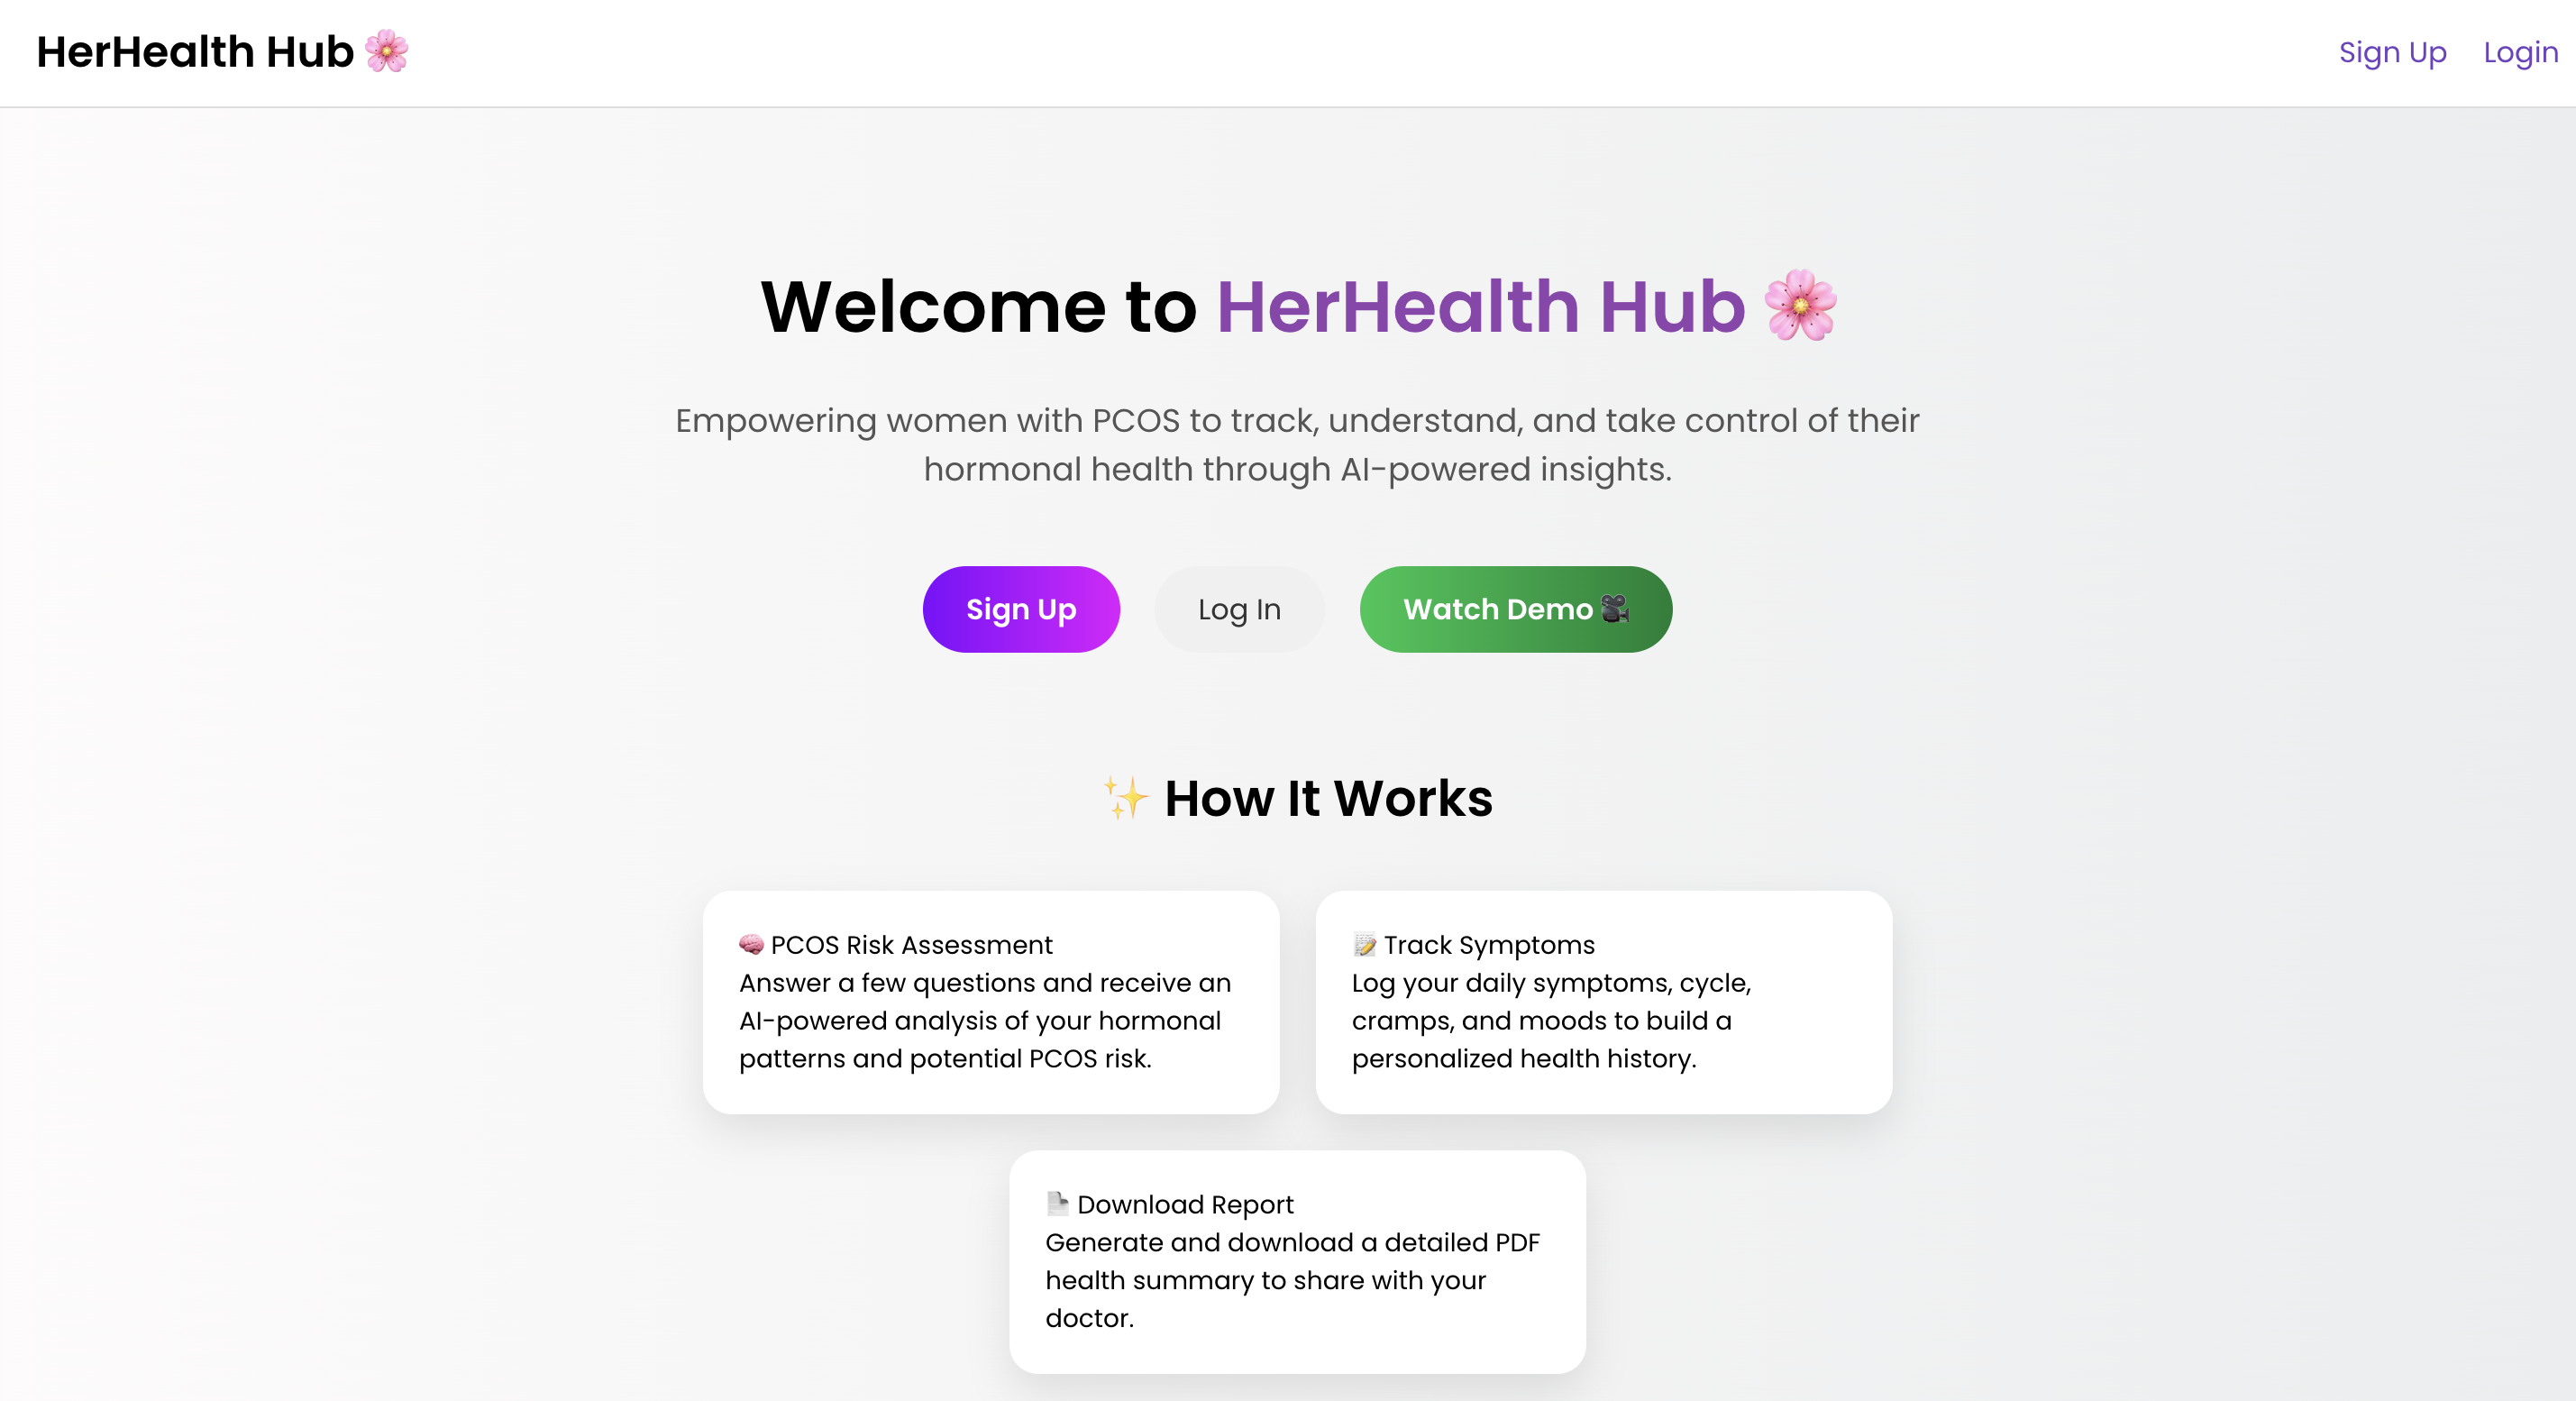 HerHealth Hub 🌸
Sign Up Login
Welcome to HerHealth Hub 🌸
Empowering women with PCOS to track, understand, and take control of their
hormonal health through AI-powered insights.
Sign Up Log In Watch Demo 🎥
✨ How It Works
🧠 PCOS Risk Assessment
Answer a few questions and receive an
AI-powered analysis of your hormonal
patterns and potential PCOS risk.
📝 Track Symptoms
Log your daily symptoms, cycle,
cramps, and moods to build a
personalized health history.
📄 Download Report
Generate and download a detailed PDF
health summary to share with your
doctor.